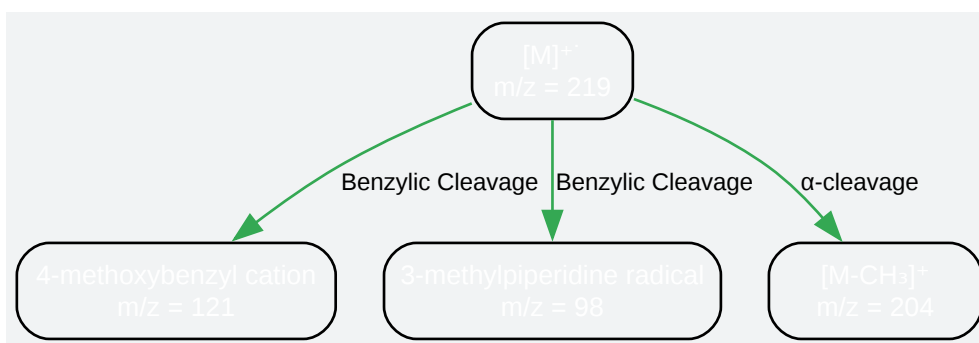 [M]⁺˙
m/z = 219
Benzylic Cleavage
Benzylic Cleavage
α-cleavage
4-methoxybenzyl cation
m/z = 121
3-methylpiperidine radical
m/z = 98
[M-CH₃]⁺
m/z = 204